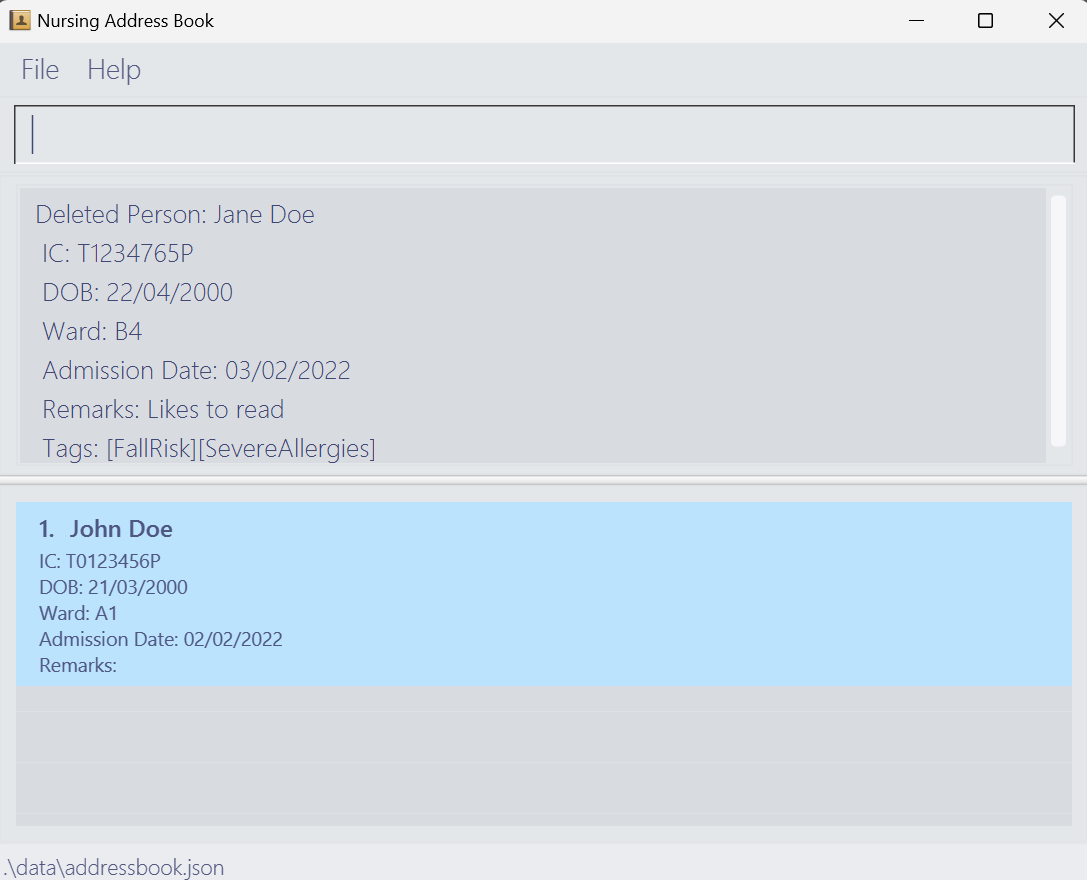 Nursing Address Book
File Help
Deleted Person: Jane Doe
IC: T1234765P
DOB: 22/04/2000
Ward: B4
Admission Date: 03/02/2022
Remarks: Likes to read
Tags: [FallRisk][SevereAllergies]
1. John Doe
IC: T0123456P
DOB: 21/03/2000
Ward: A1
Admission Date: 02/02/2022
Remarks:
.\data\addressbook.json